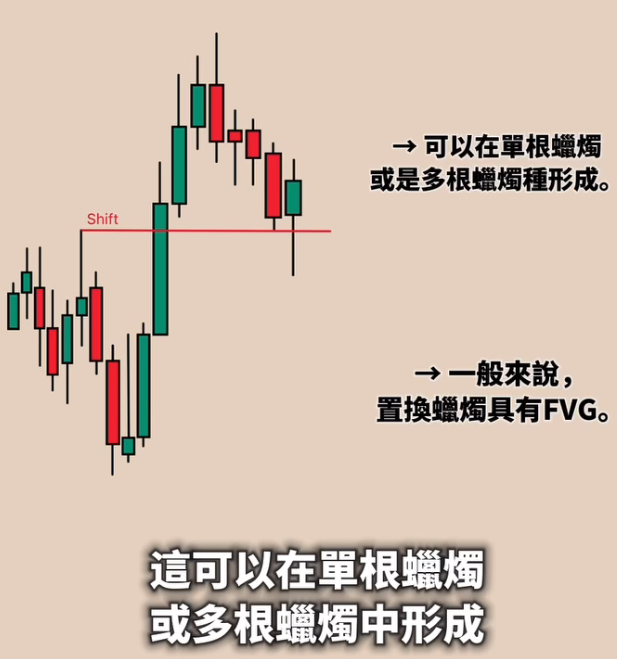 Shift
→ 可以在單根蠟燭
或是多根蠟燭種形成。
→ 一般來說，
置換蠟燭具有FVG。
這可以在單根蠟燭
或多根蠟燭中形成